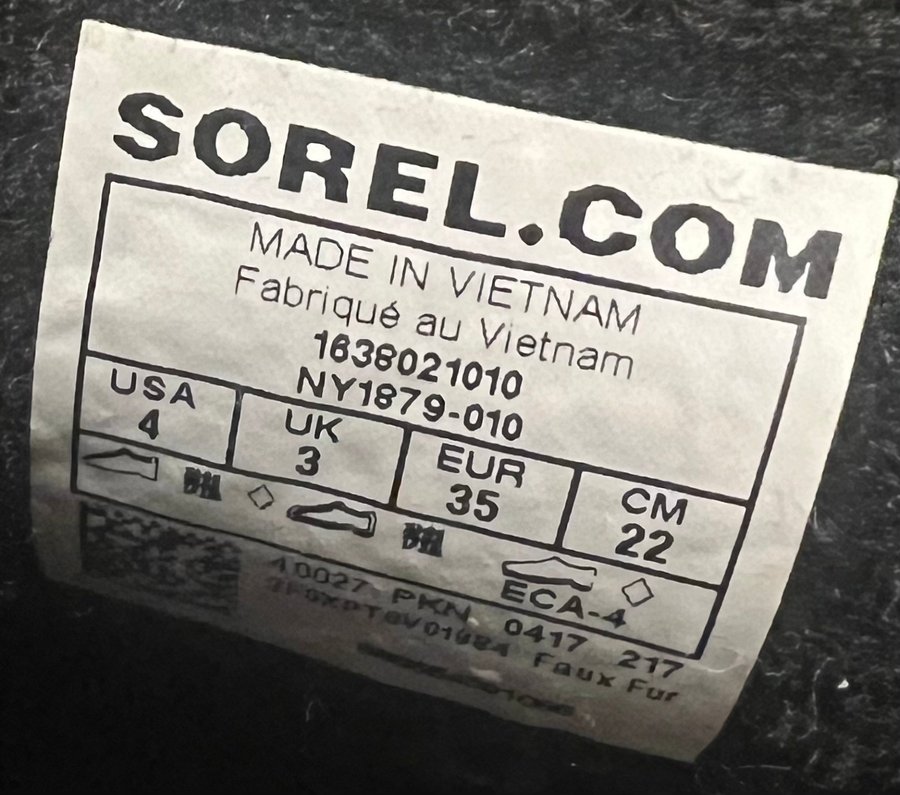 SOREL.COM
MADE IN VIETNAM
Fabriqué au Vietnam
1638021010
NY1879-010
USA UK EUR CM
4 3 35 22
ECA-4
10027 PKN 0417 217
Faux Fur